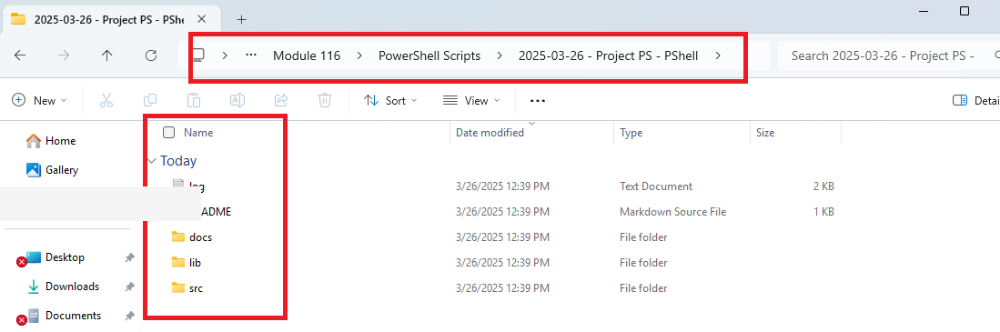 2025-03-26 - Project PS - PShe
... Module 116 > PowerShell Scripts > 2025-03-26 - Project PS - PShell >
Search 2025-03-26 - Project PS -
New Sort View ... Detai
Name Date modified Type Size
Home
Today
Gallery
log 3/26/2025 12:39 PM Text Document 2 KB
ADME 3/26/2025 12:39 PM Markdown Source File 1 KB
docs 3/26/2025 12:39 PM File folder
Desktop
lib 3/26/2025 12:39 PM File folder
Downloads
src 3/26/2025 12:39 PM File folder
Documents